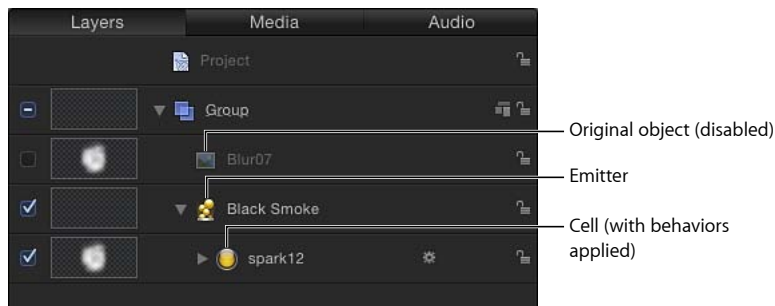 Layers Media Audio
Project
Group
Original object (disabled)
Blur07
Emitter
Black Smoke
Cell (with behaviors
applied)
spark12